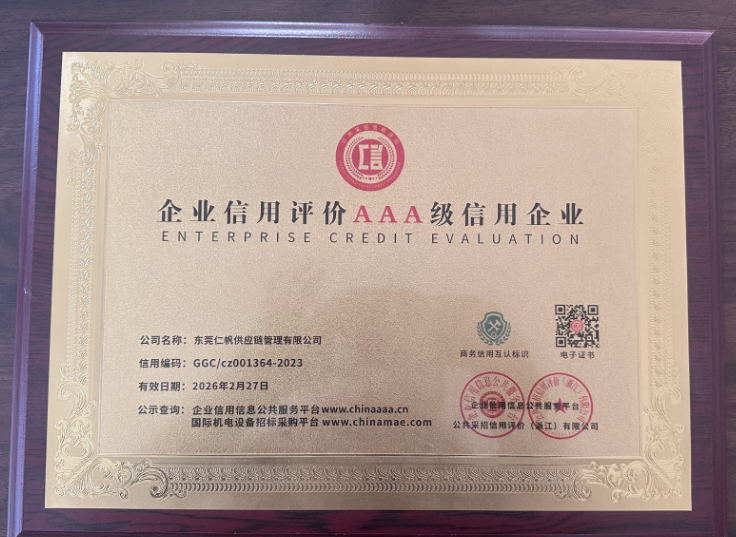 企业信用评价AAA级信用企业
ENTERPRISE CREDIT EVALUATION
公司名称：东莞仁帆供应链管理有限公司
信用编码：GGC/cz001364-2023
有效日期：2026年2月27日
公示查询：企业信用信息公共服务平台www.chinaaaa.cn
国际机电设备招标采购平台www.chinamae.com
商务信用互认标识
电子证书
企业信用信息公共服务平台
公共采招信用评价（浙江）有限公司